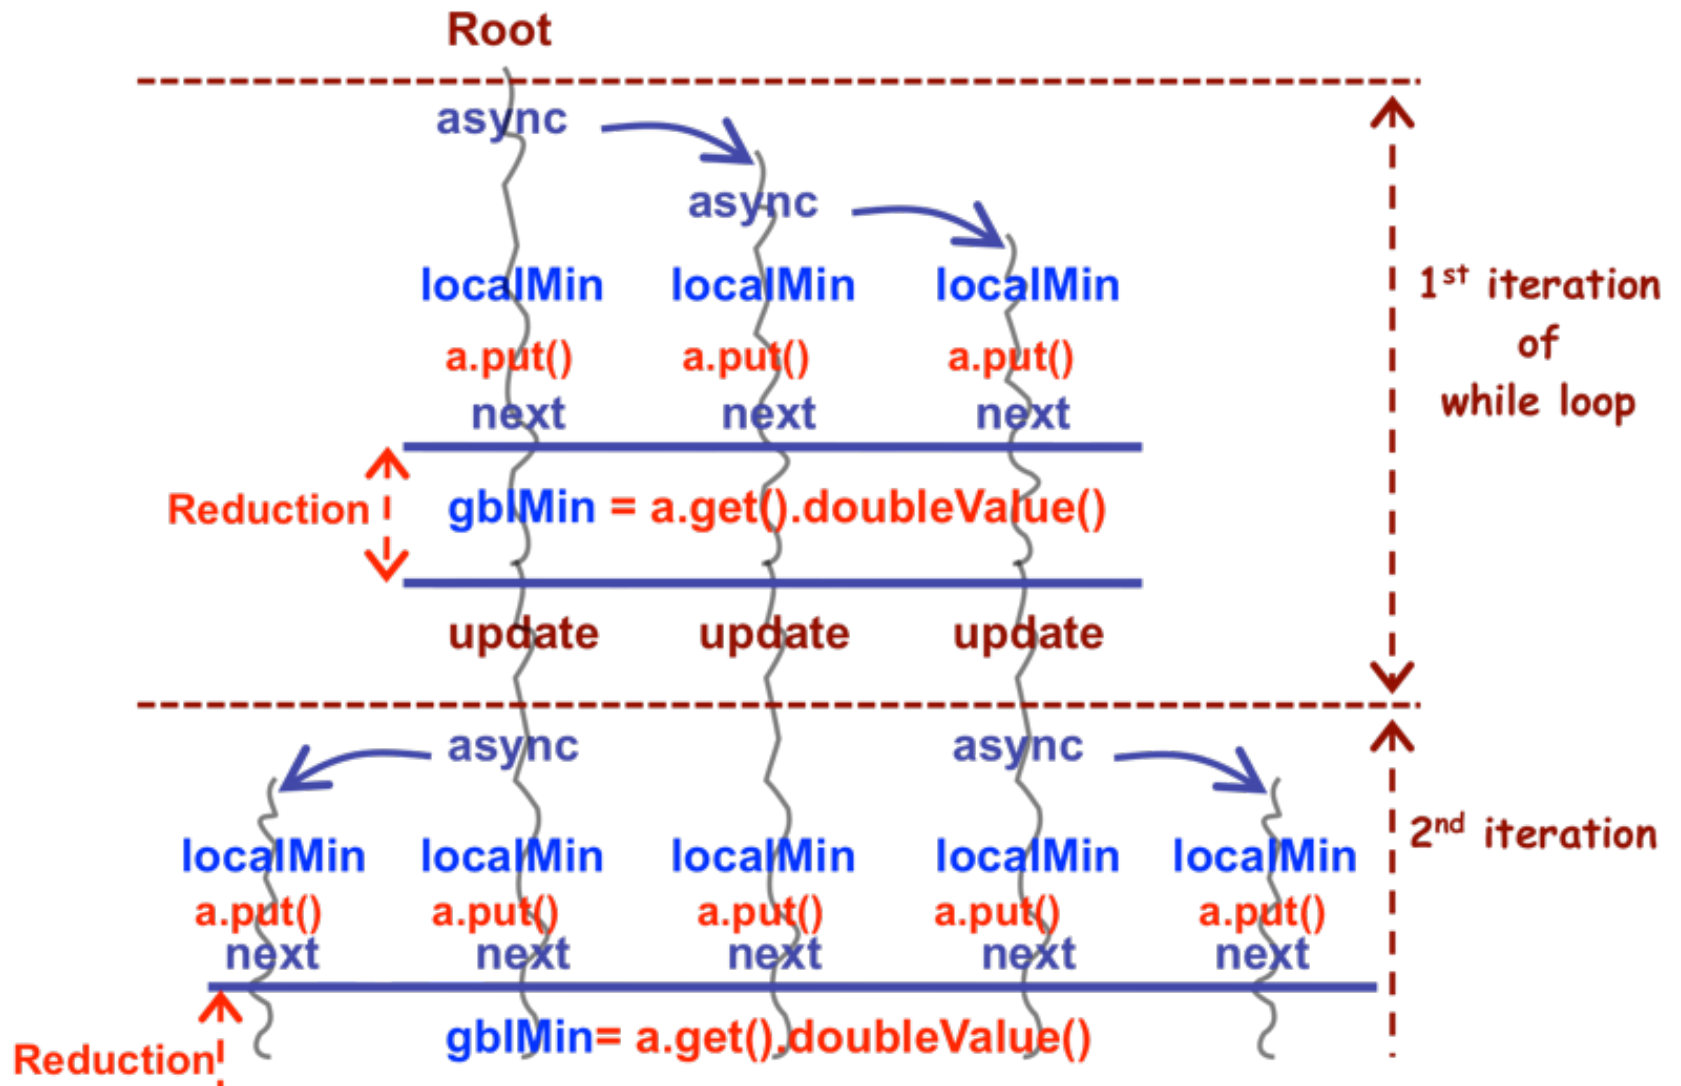 Root
async
async
localMin localMin localMin
1st iteration
of
while loop
a.put() a.put() a.put()
next next next
Reduction
gblMin = a.get().doubleValue()
update update update
async async
2nd iteration
localMin localMin localMin localMin localMin
a.put() a.put() a.put() a.put() a.put()
next next next next next
gblMin= a.get().doubleValue()
Reduction